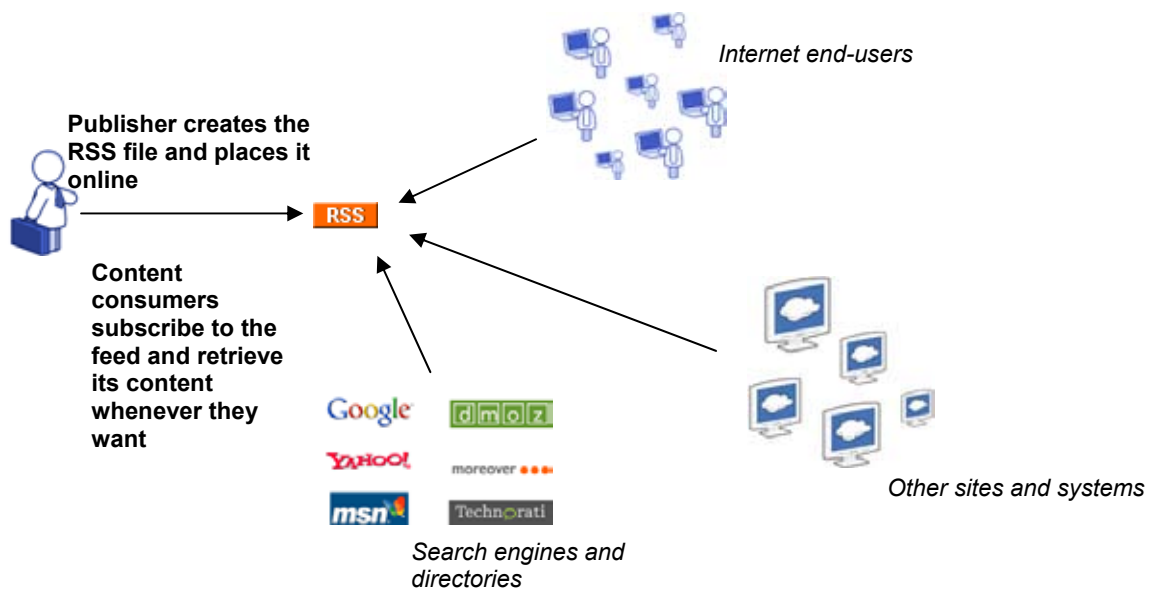 Internet end-users
Publisher creates the
RSS file and places it
online
RSS
Content
consumers
subscribe to the
feed and retrieve
its content
whenever they
want
Google
dmoz
YAHOO!
moreover
msn
Technorati
Other sites and systems
Search engines and
directories